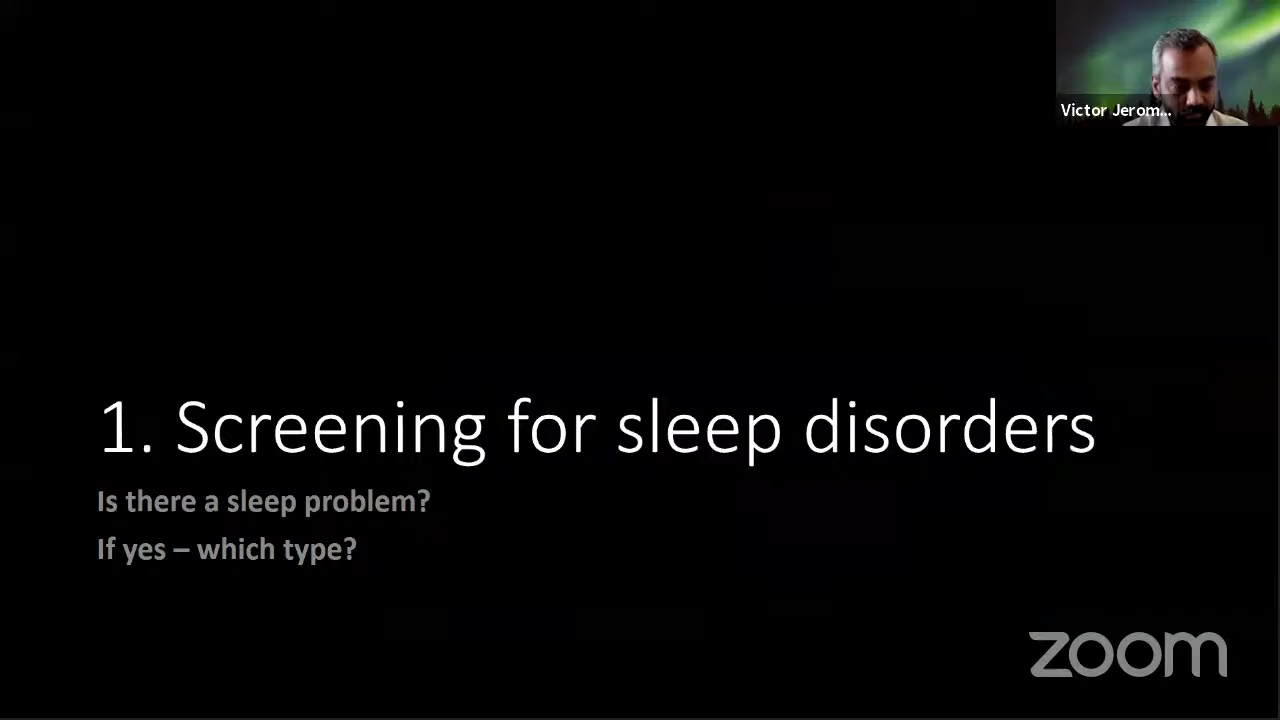 Victor Jerom...
1. Screening for sleep disorders
Is there a sleep problem?
If yes – which type?
zoom